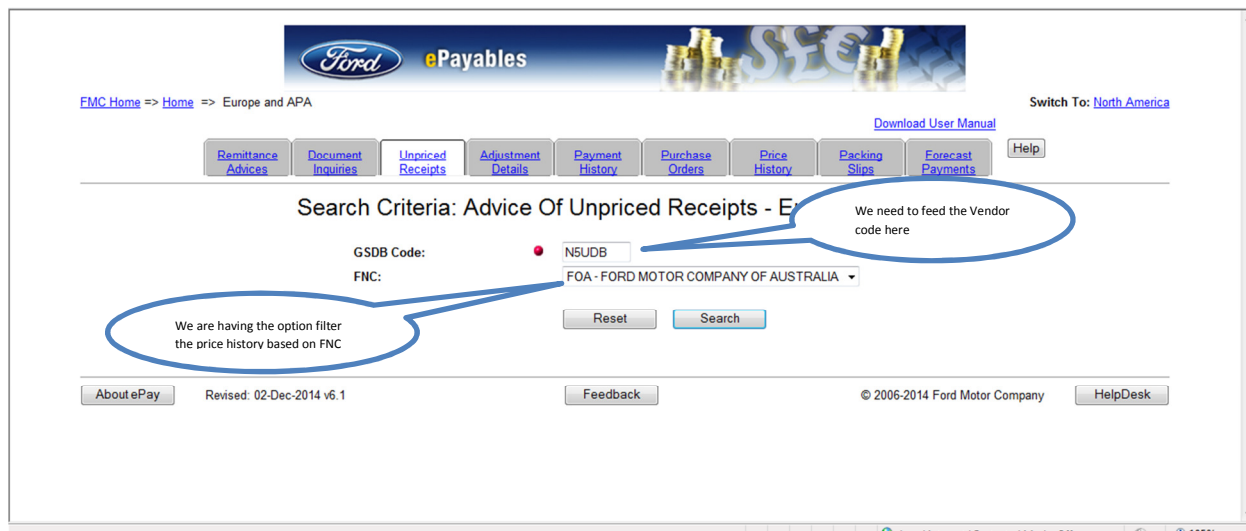 Ford ePayables
FMC Home => Home => Europe and APA
Switch To: North America
Download User Manual
Remittance Advices
Document Inquiries
Unpriced Receipts
Adjustment Details
Payment History
Purchase Orders
Price History
Packing Slips
Forecast Payments
Help
Search Criteria: Advice Of Unpriced Receipts -
We need to feed the Vendor
code here
GSDB Code: N5UDB
FNC: FOA - FORD MOTOR COMPANY OF AUSTRALIA
We are having the option filter
the price history based on FNC
Reset Search
About ePay Revised: 02-Dec-2014 v6.1 Feedback © 2006-2014 Ford Motor Company HelpDesk